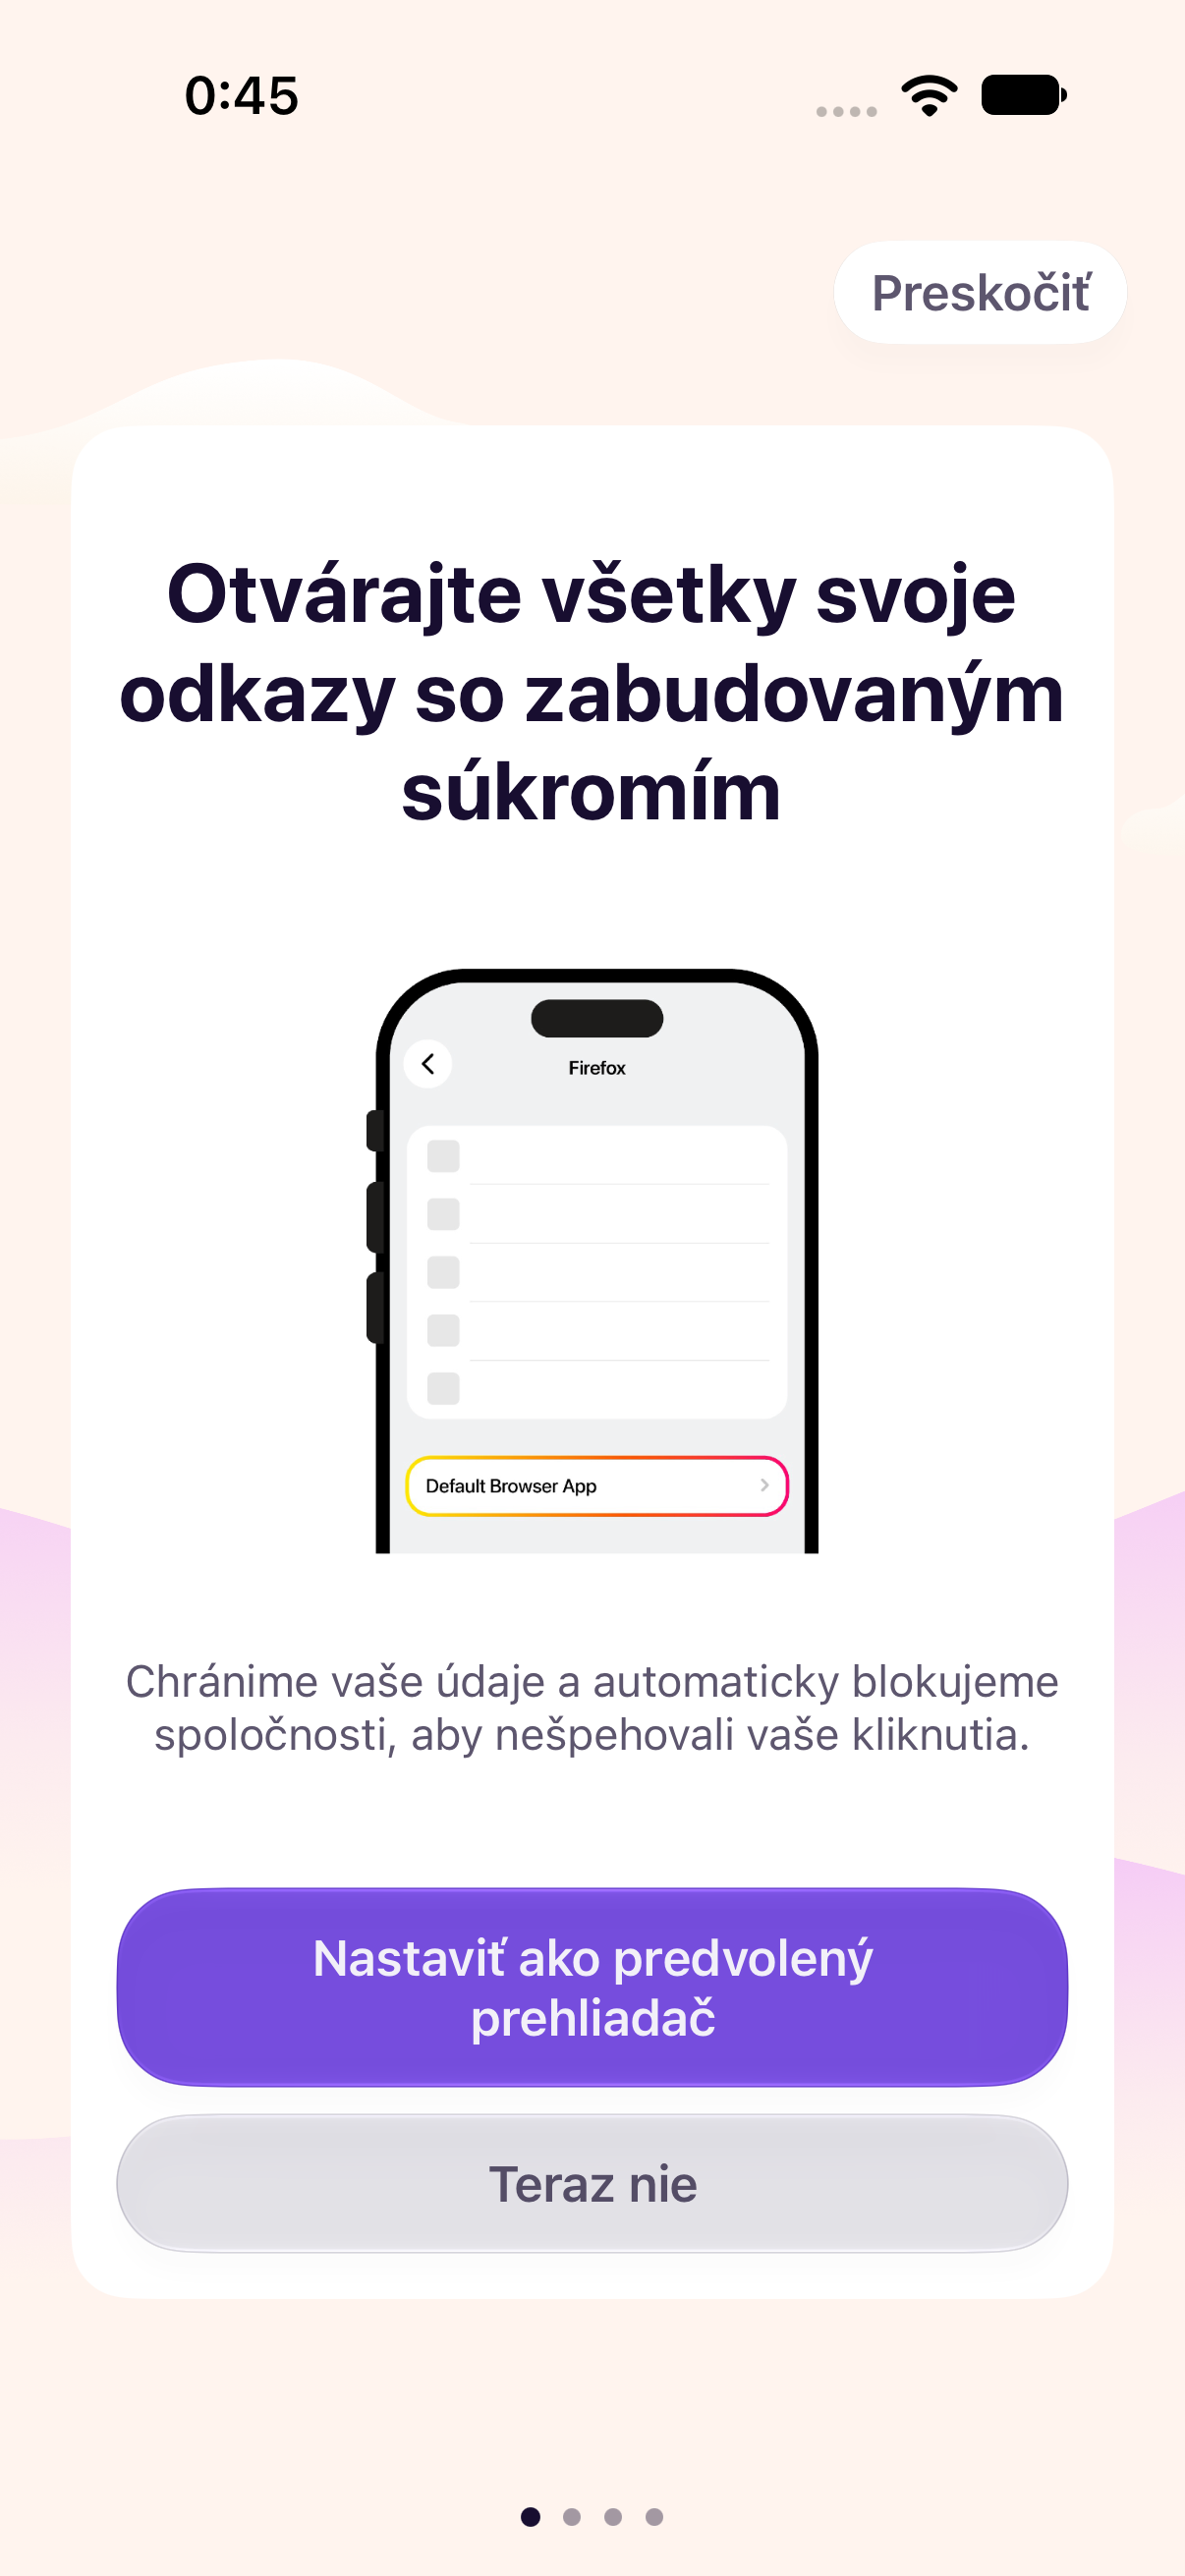 0:45
Preskočiť
Otvárajte všetky svoje
odkazy so zabudovaným
súkromím
Firefox
Default Browser App
Chránime vaše údaje a automaticky blokujeme
spoločnosti, aby nešpehovali vaše kliknutia.
Nastaviť ako predvolený
prehliadač
Teraz nie